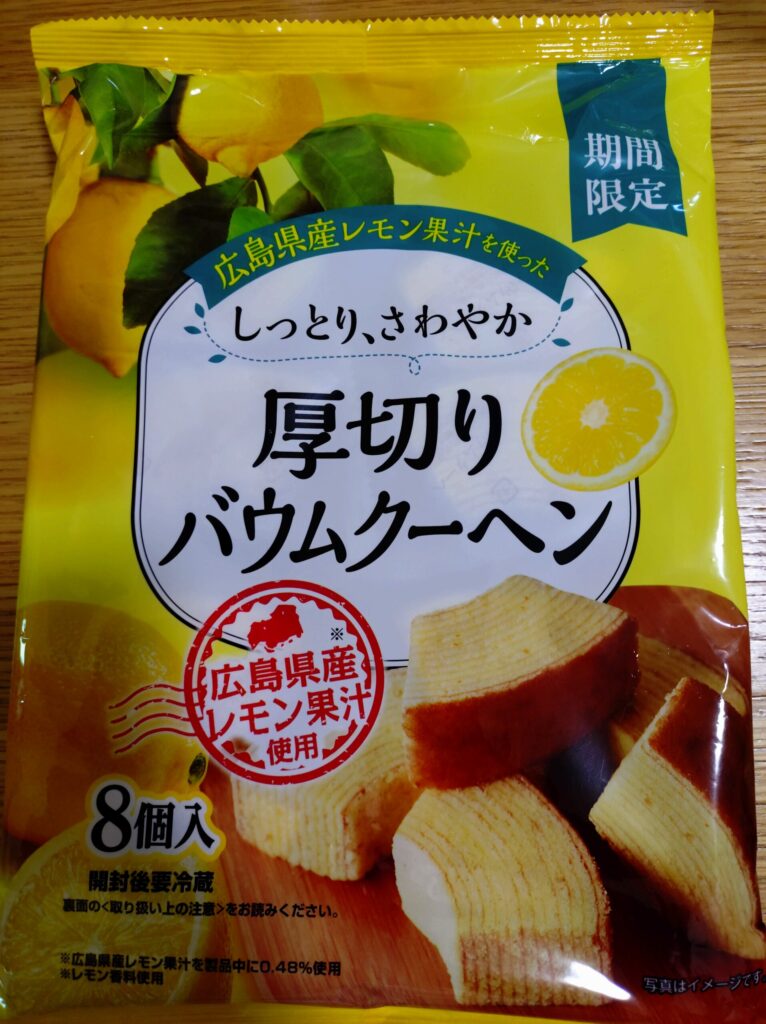 期間
限定
広島県産レモン果汁を使った
しっとり、さわやか
厚切り
バウムクーヘン
※
広島県産
レモン果汁
使用
8個入
開封後要冷蔵
裏面の<取り扱い上の注意>をお読みください。
※広島県産レモン果汁を製品中に0.48%使用
※レモン香料使用
写真はイメージです。